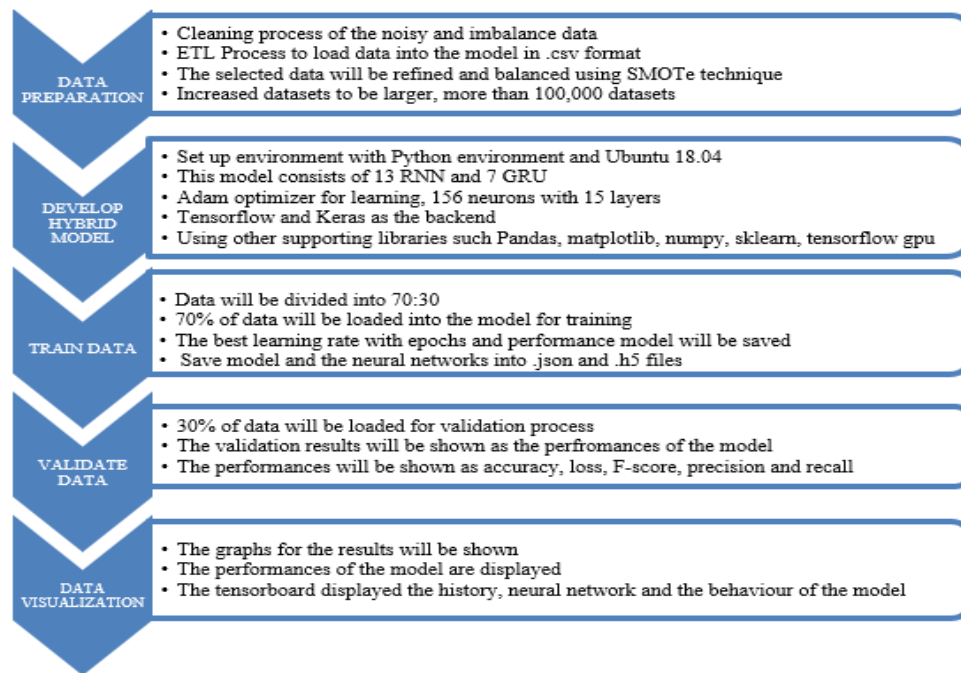 DATA
PREPARATION
• Cleaning process of the noisy and imbalance data
• ETL Process to load data into the model in .csv format
• The selected data will be refined and balanced using SMOTe technique
• Increased datasets to be larger, more than 100,000 datasets
DEVELOP
HYBRID
MODEL
• Set up environment with Python environment and Ubuntu 18.04
• This model consists of 13 RNN and 7 GRU
• Adam optimizer for learning, 156 neurons with 15 layers
• Tensorflow and Keras as the backend
• Using other supporting libraries such Pandas, matplotlib, numpy, sklearn, tensorflow gpu
TRAIN DATA
• Data will be divided into 70:30
• 70% of data will be loaded into the model for training
• The best learning rate with epochs and performance model will be saved
• Save model and the neural networks into .json and .h5 files
VALIDATE
DATA
• 30% of data will be loaded for validation process
• The validation results will be shown as the perfromances of the model
• The performances will be shown as accuracy, loss, F-score, precision and recall
DATA
VISUALIZATION
• The graphs for the results will be shown
• The performances of the model are displayed
• The tensorboard displayed the history, neural network and the behaviour of the model